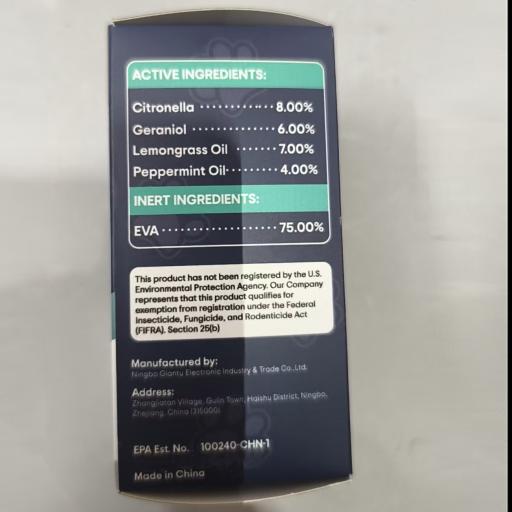 ACTIVE INGREDIENTS:
Citronella ············ 8.00%
Geraniol ············ 6.00%
Lemongrass Oil ······ 7.00%
Peppermint Oil ········ 4.00%
INERT INGREDIENTS:
EVA ················· 75.00%
This product has not been registered by the U.S.
Environmental Protection Agency. Our Company
represents that this product qualifies for
exemption from registration under the Federal
Insecticide, Fungicide, and Rodenticide Act
(FIFRA). Section 25(b)
Manufactured by:
Ningbo Giantu Electronic Industry & Trade Co.,Ltd.
Address:
Zhangjiatan Village, Gulin Town, Haishu District, Ningbo,
Zhejiang, China (315000)
EPA Est. No. 100240-CHN-1
Made in China